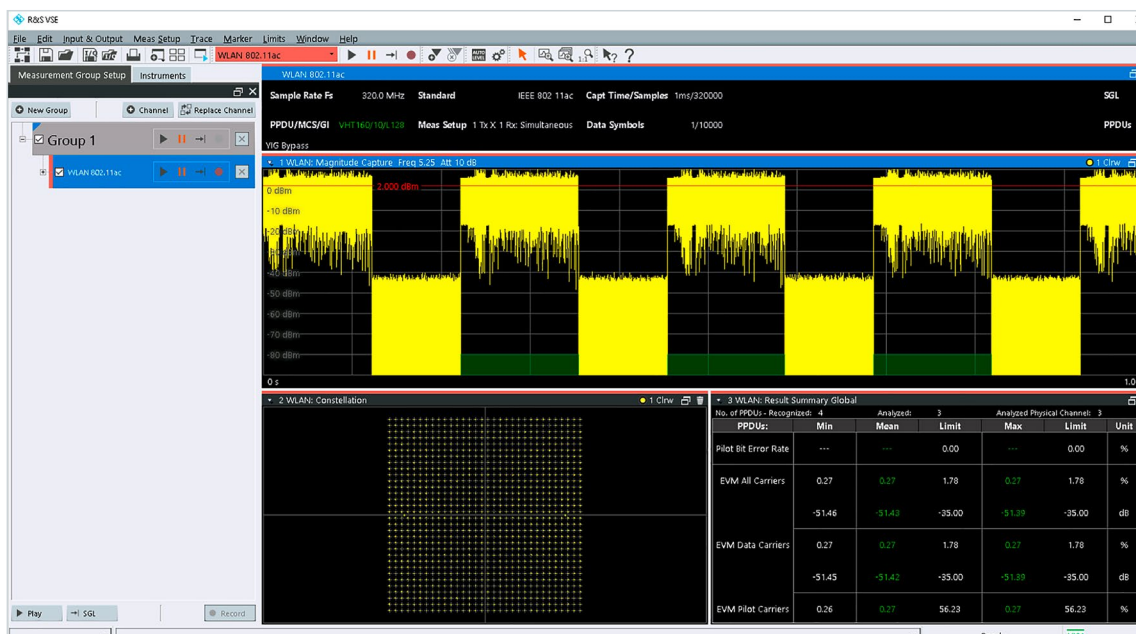 R&S VSE
File Edit Input & Output Meas Setup Trace Marker Limits Window Help
WLAN 802.11ac
Measurement Group Setup Instruments
New Group Channel Replace Channel
Group 1
WLAN 802.11ac
Play SGL Record
WLAN 802.11ac
Sample Rate Fs 320.0 MHz Standard IEEE 802 11ac Capt Time/Samples 1ms/320000 SGL
PPDU/MCS/GI VHT160/10/L128 Meas Setup 1 Tx X 1 Rx: Simultaneous Data Symbols 1/10000 PPDUs
YIG Bypass
1 WLAN: Magnitude Capture Freq 5.25 Att 10 dB 1 Clrw
2.000 dBm
0 dBm
-10 dBm
-20 dBm
-40 dBm
-50 dBm
-60 dBm
-70 dBm
-80 dBm
0 s 1.0
2 WLAN: Constellation 1 Clrw
3 WLAN: Result Summary Global
No. of PPDUs - Recognized: 4 Analyzed: 3 Analyzed Physical Channel: 3
PPDUs: Min Mean Limit Max Limit Unit
Pilot Bit Error Rate --- --- 0.00 --- 0.00 %
EVM All Carriers 0.27 0.27 1.78 0.27 1.78 %
-51.46 -51.43 -35.00 -51.39 -35.00 dB
EVM Data Carriers 0.27 0.27 1.78 0.27 1.78 %
-51.45 -51.42 -35.00 -51.39 -35.00 dB
EVM Pilot Carriers 0.26 0.27 56.23 0.27 56.23 %